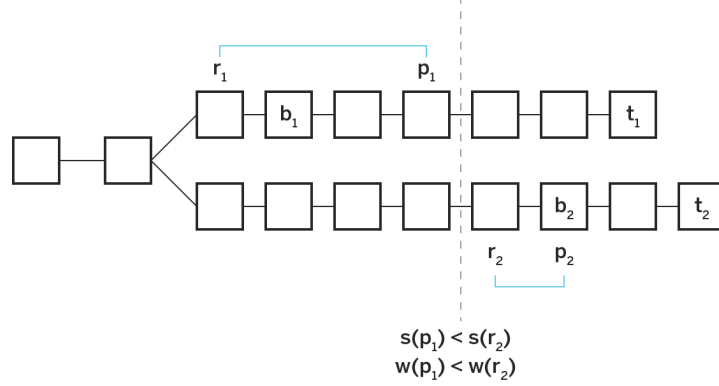 r₁ p₁
b₁ t₁
b₂ t₂
r₂ p₂
s(p₁) < s(r₂)
w(p₁) < w(r₂)